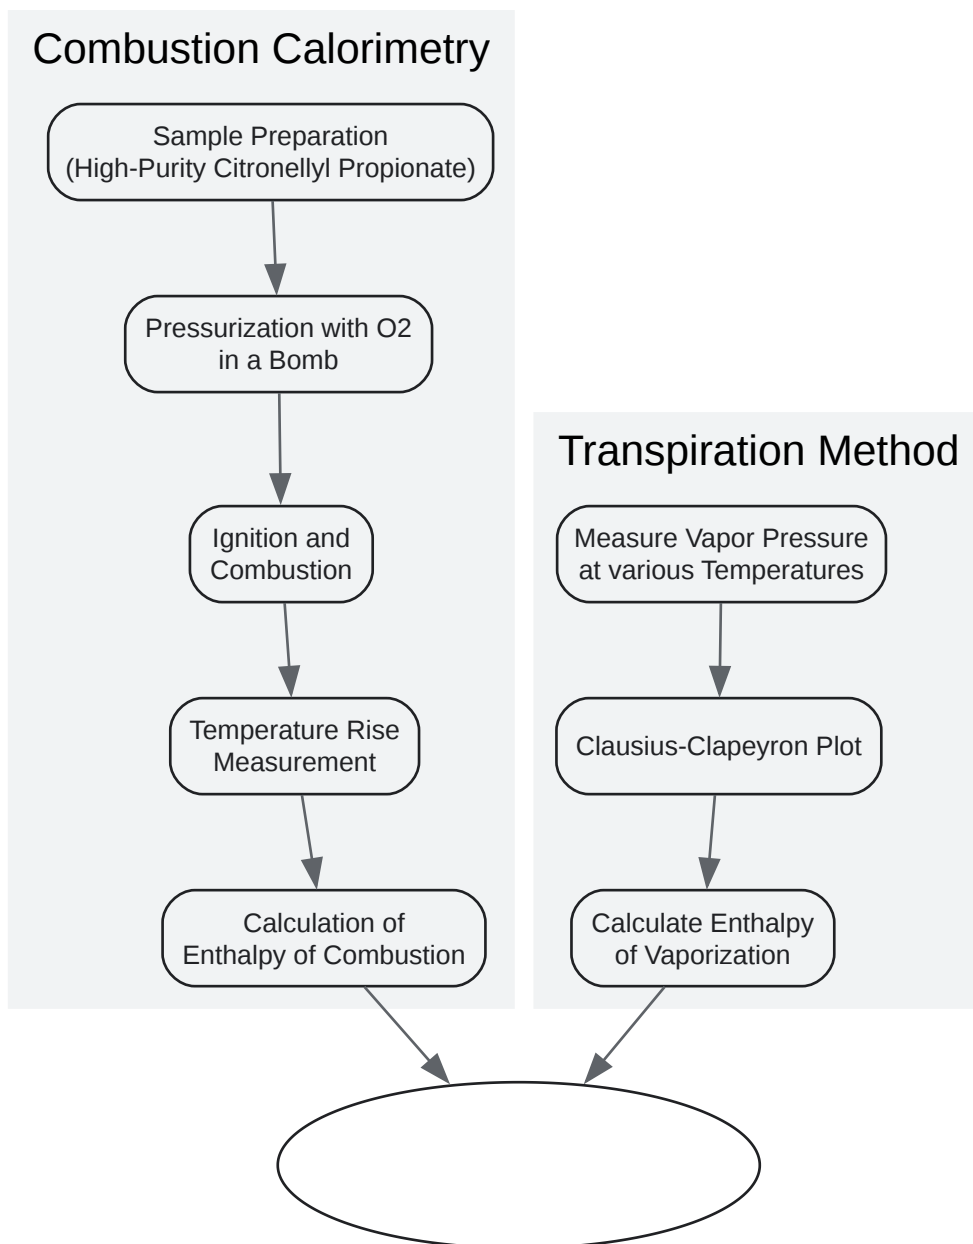 Combustion Calorimetry
Sample Preparation
(High-Purity Citronellyl Propionate)
Pressurization with O2
in a Bomb
Ignition and
Combustion
Temperature Rise
Measurement
Calculation of
Enthalpy of Combustion
Transpiration Method
Measure Vapor Pressure
at various Temperatures
Clausius-Clapeyron Plot
Calculate Enthalpy
of Vaporization